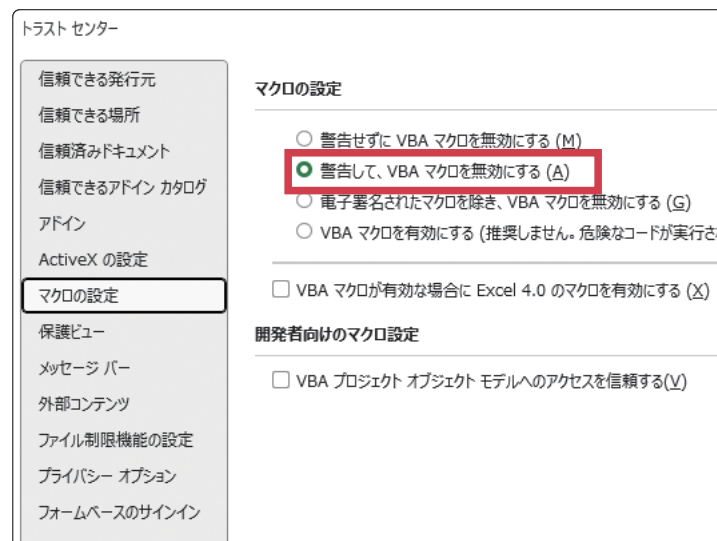 トラスト センター
信頼できる発行元
信頼できる場所
信頼済みドキュメント
信頼できるアドイン カタログ
アドイン
ActiveX の設定
マクロの設定
保護ビュー
メッセージ バー
外部コンテンツ
ファイル制限機能の設定
プライバシー オプション
フォームベースのサインイン
マクロの設定
警告せずに VBA マクロを無効にする (M)
警告して、VBA マクロを無効にする (A)
電子署名されたマクロを除き、VBA マクロを無効にする (G)
VBA マクロを有効にする (推奨しません。危険なコードが実行さ
VBA マクロが有効な場合に Excel 4.0 のマクロを有効にする (X)
開発者向けのマクロ設定
VBA プロジェクト オブジェクト モデルへのアクセスを信頼する(V)